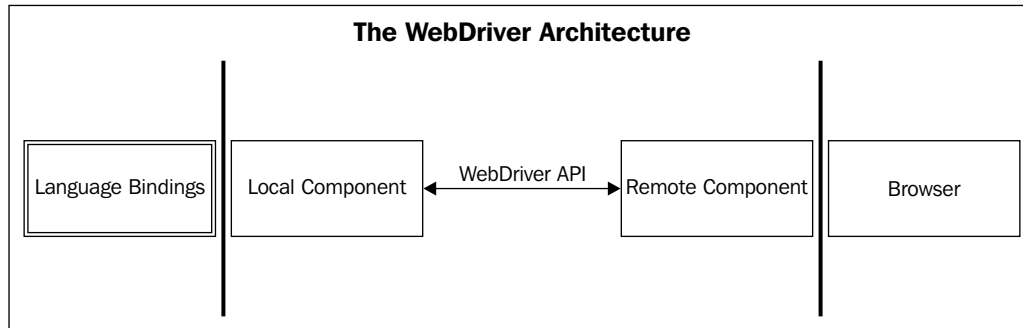 The WebDriver Architecture
Language Bindings
Local Component
WebDriver API
Remote Component
Browser